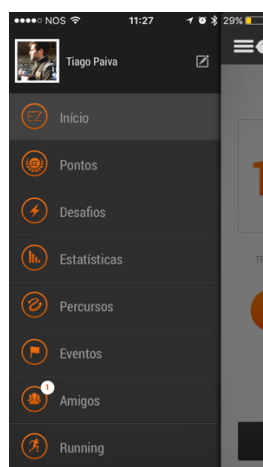 NOS 11:27 29%
Tiago Paiva
EZ Início
Pontos
Desafios
Estatísticas
Percursos
Eventos
1
Amigos
Running